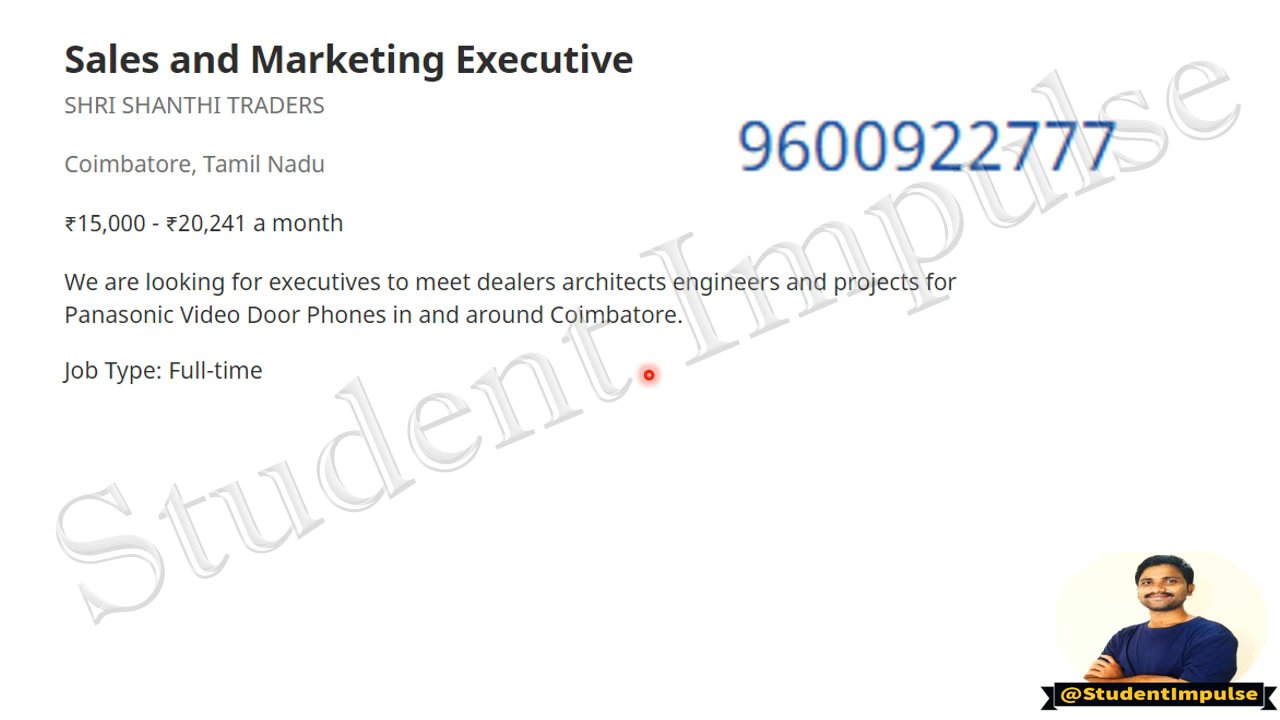 Sales and Marketing Executive
SHRI SHANTHI TRADERS
9600922777
Coimbatore, Tamil Nadu
₹15,000 - ₹20,241 a month
We are looking for executives to meet dealers architects engineers and projects for
Panasonic Video Door Phones in and around Coimbatore.
Job Type: Full-time
Student Impulse
@StudentImpulse